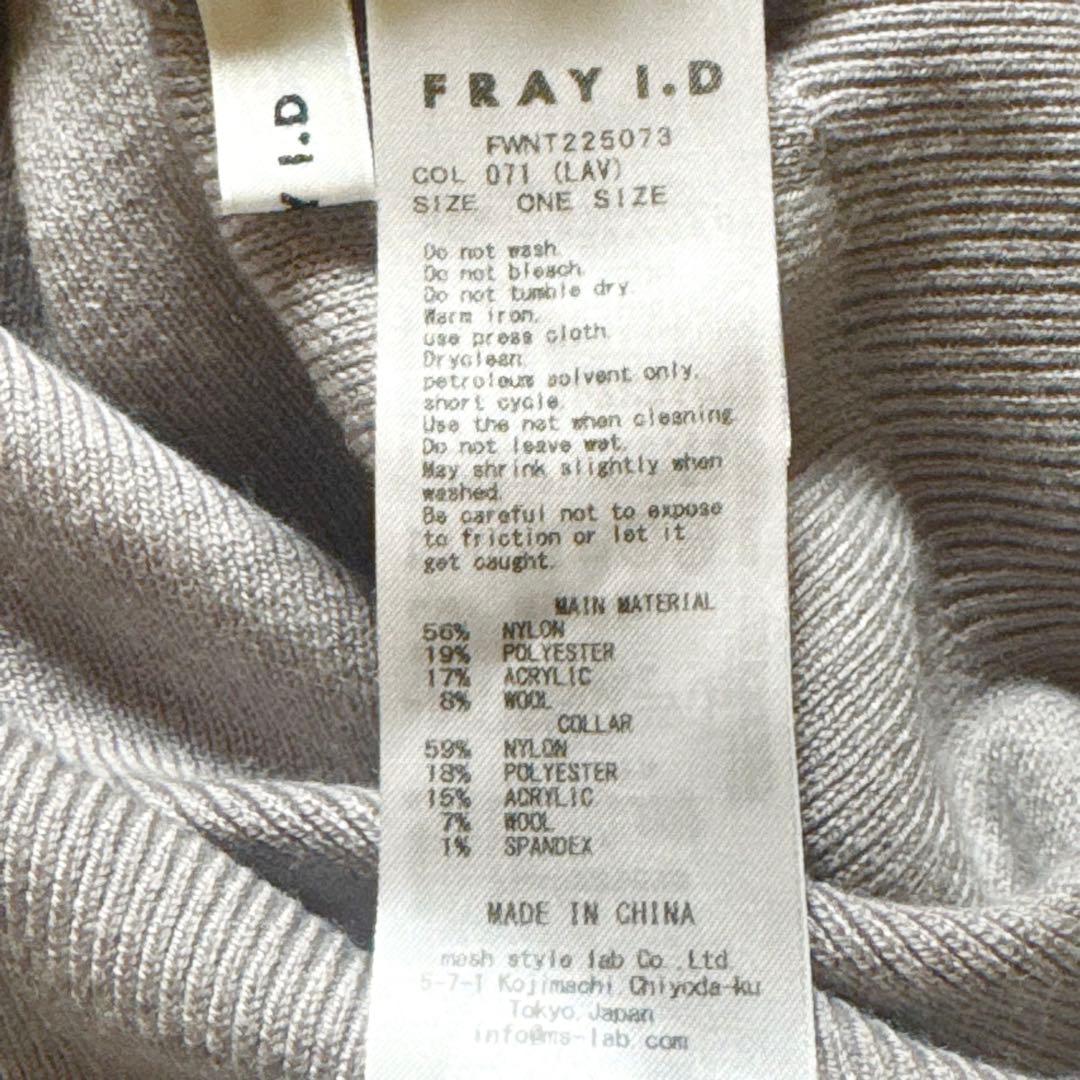 Y I.D
FRAY I.D
FWNT225073
COL 071 (LAV)
SIZE ONE SIZE
Do not wash.
Do not bleach.
Do not tumble dry.
Warm iron.
use press cloth.
Dryclean
petroleum solvent only.
short cycle.
Use the net when cleaning
Do not leave wet.
May shrink slightly when
washed.
Be careful not to expose
to friction or let it
get caught.
MAIN MATERIAL
56% NYLON
19% POLYESTER
17% ACRYLIC
8% WOOL
COLLAR
59% NYLON
18% POLYESTER
15% ACRYLIC
7% WOOL
1% SPANDEX
MADE IN CHINA
mash style lab Co.,Ltd
5-7-1 Kojimachi Chiyoda-ku
Tokyo, Japan
info@ms-lab.com